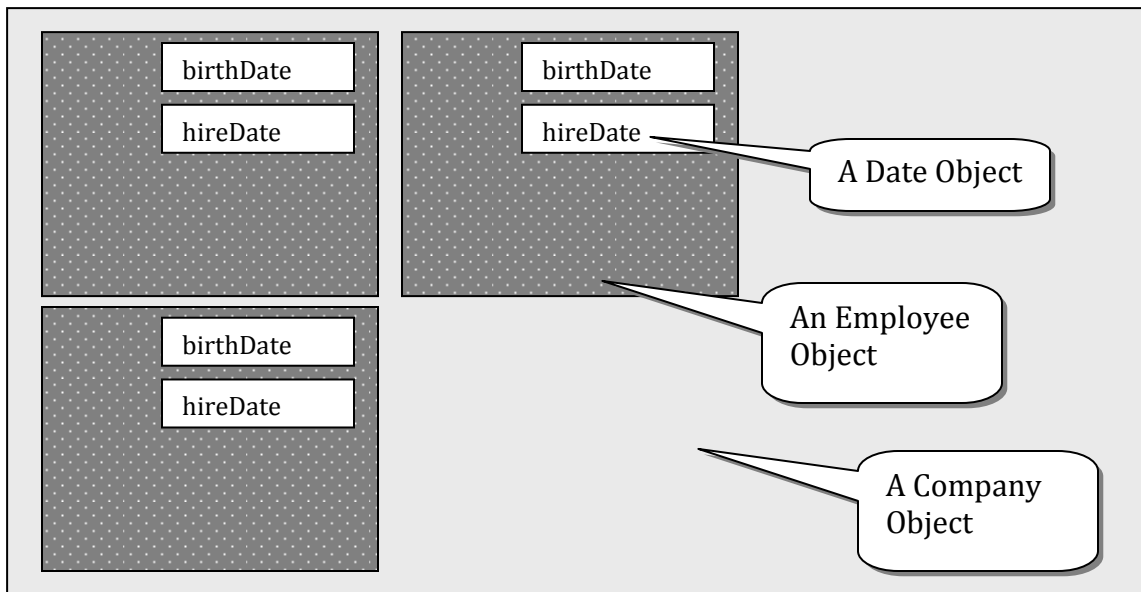 birthDate
hireDate
birthDate
hireDate
A Date Object
An Employee
Object
birthDate
hireDate
A Company
Object